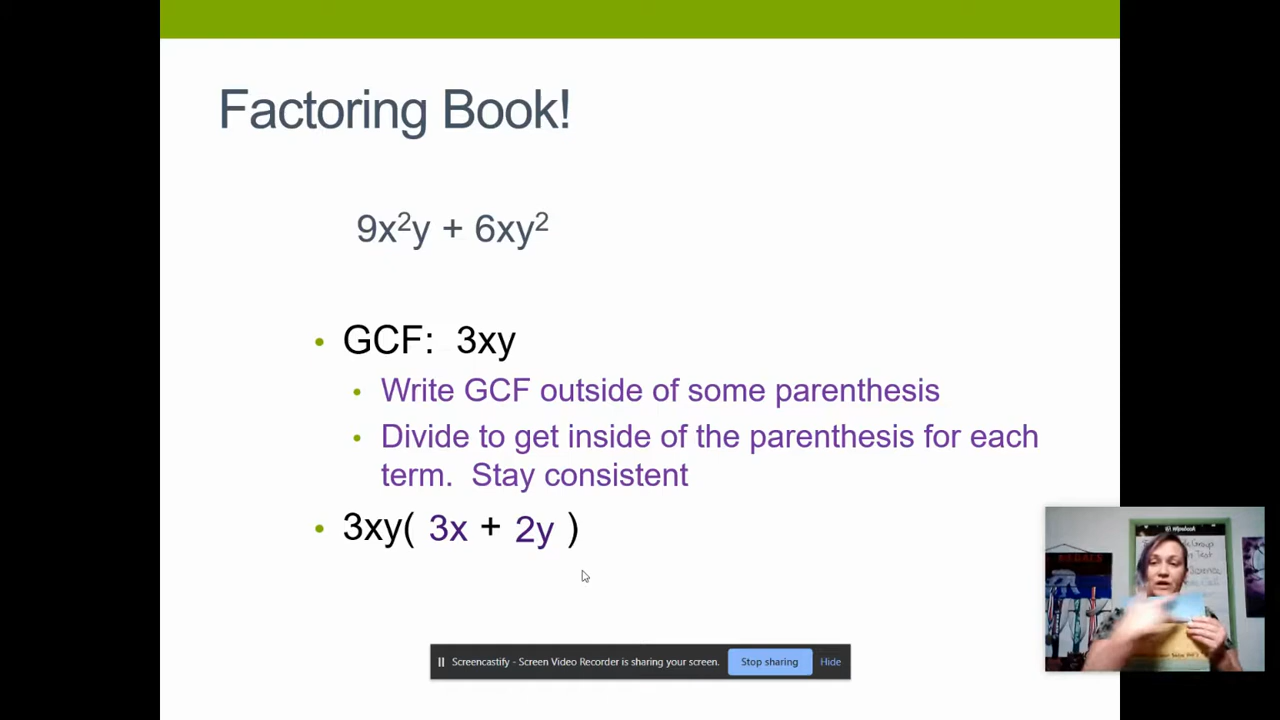 Factoring Book!
9x²y + 6xy²
• GCF: 3xy
• Write GCF outside of some parenthesis
• Divide to get inside of the parenthesis for each
term. Stay consistent
• 3xy( 3x + 2y )
Screencastify - Screen Video Recorder is sharing your screen.
Stop sharing
Hide